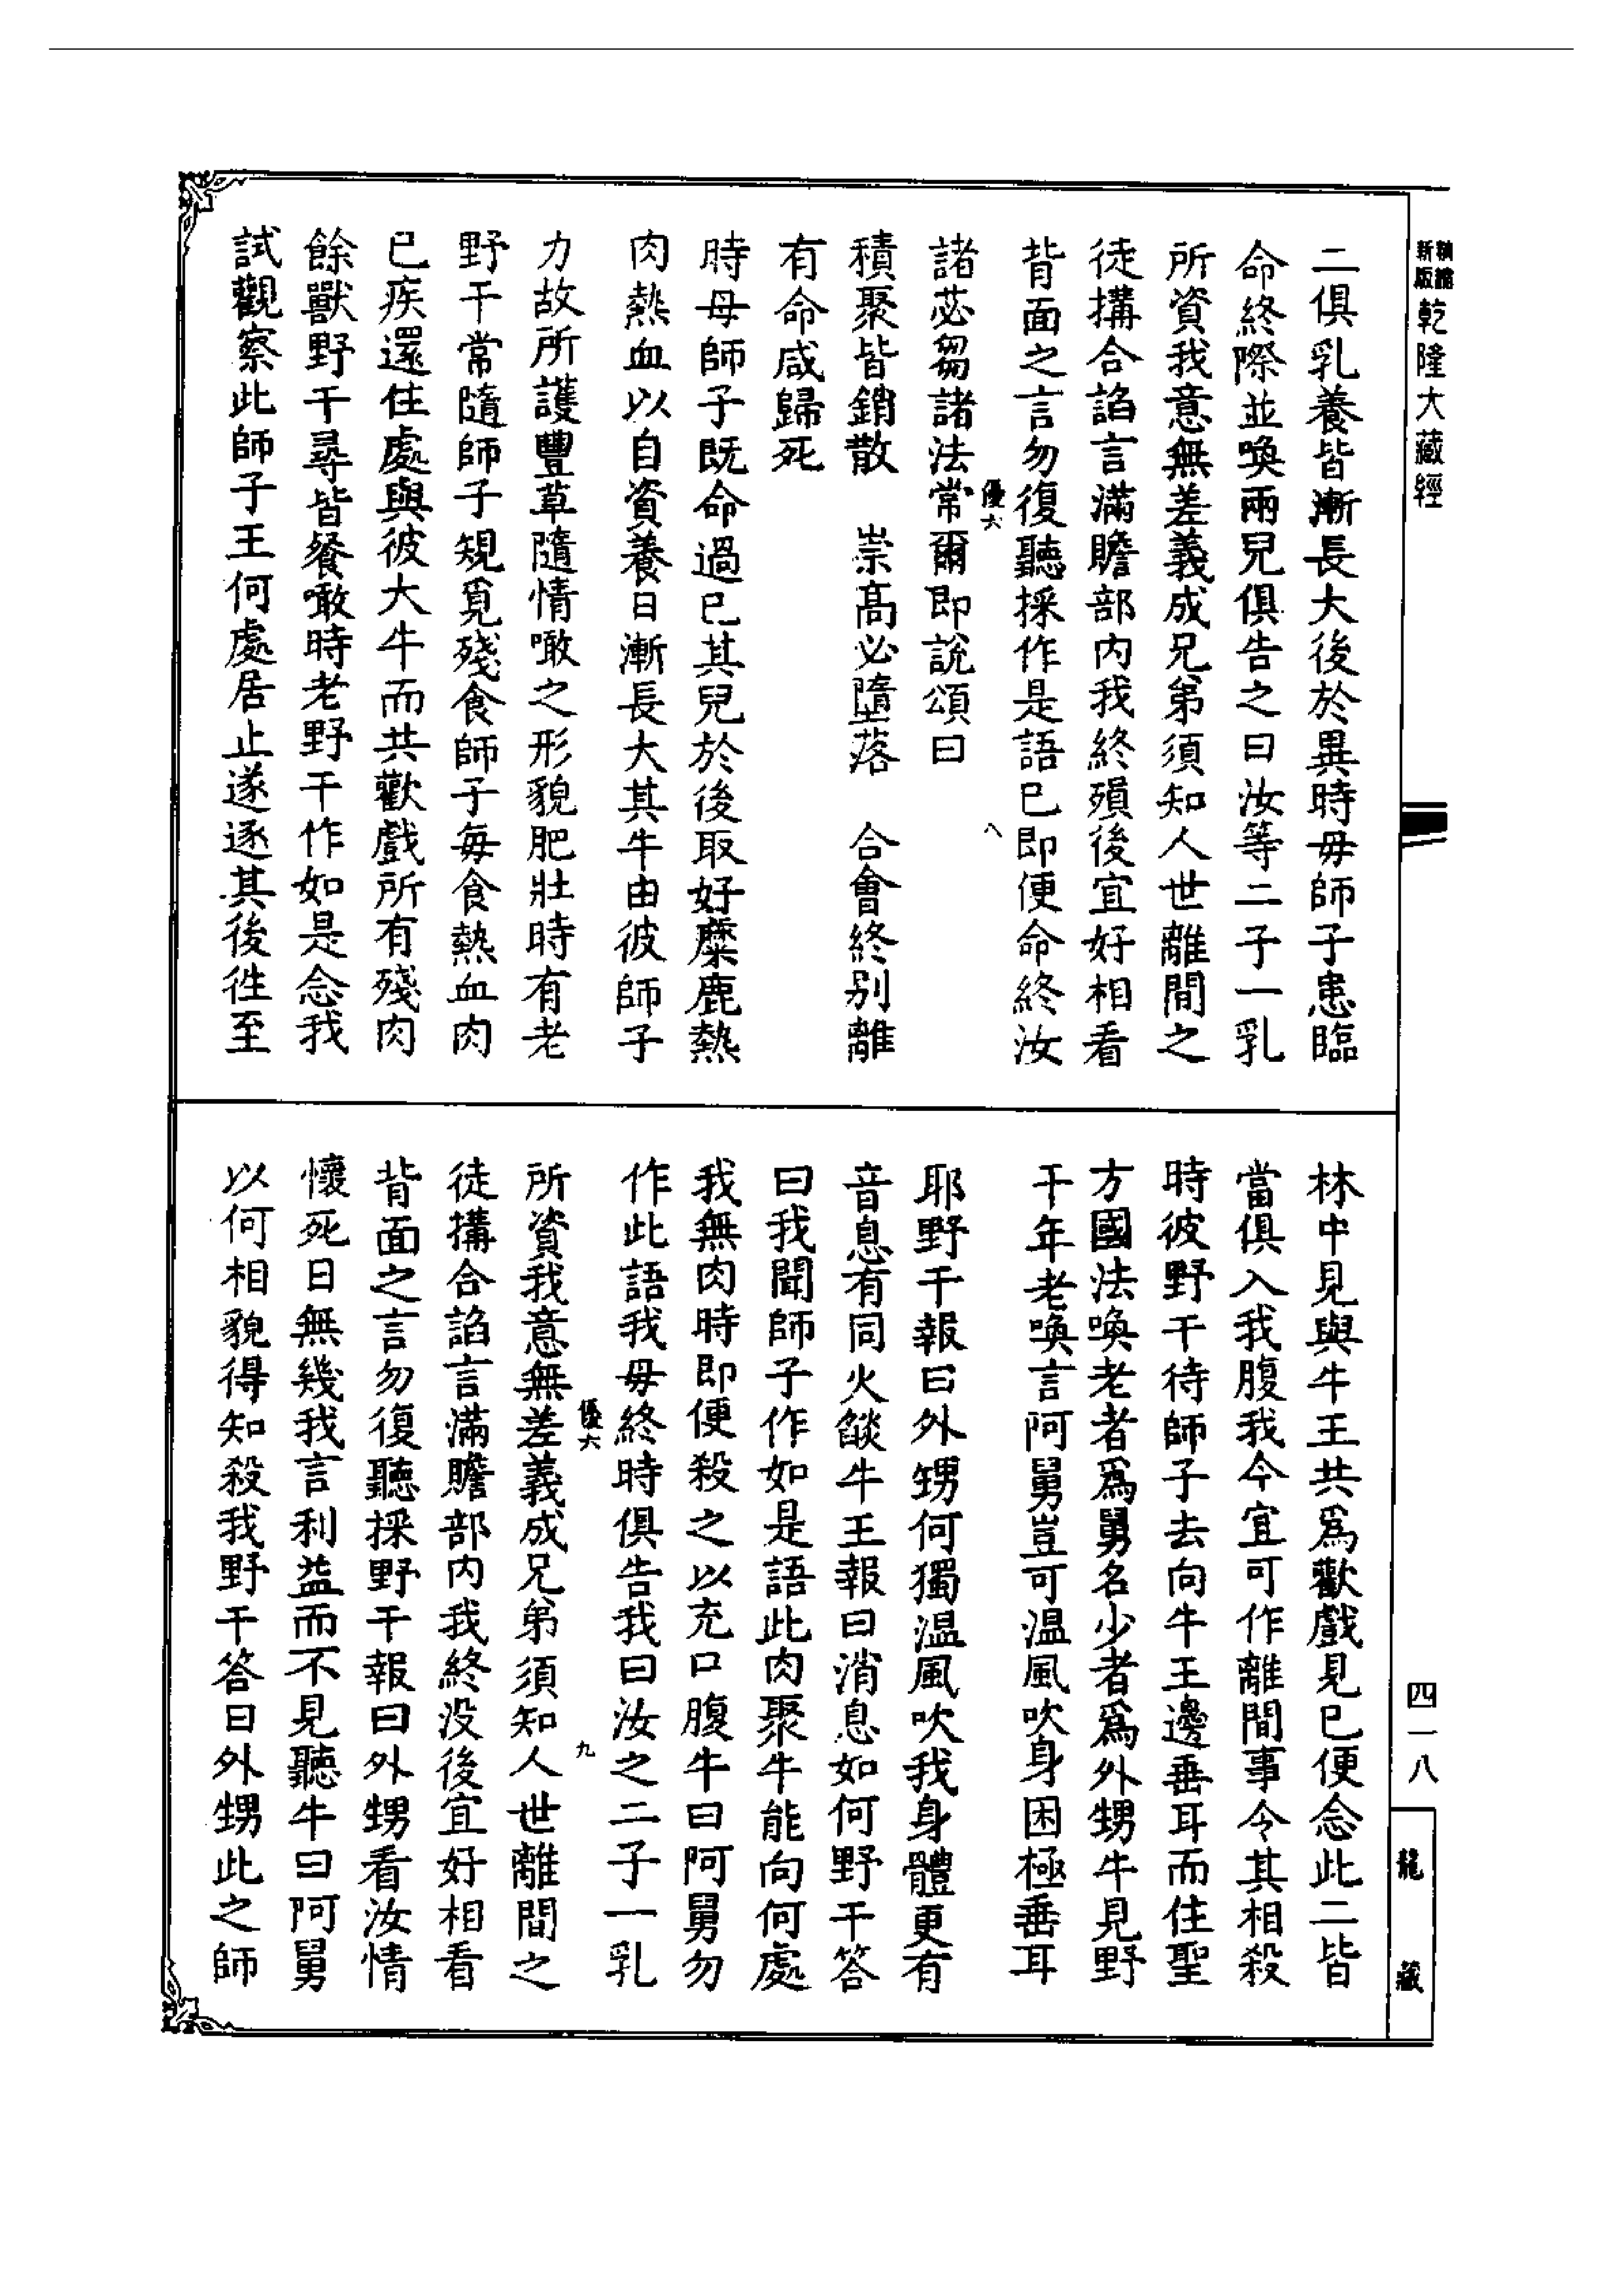 精裝
新版
乾隆大藏經
二俱乳養皆漸長大後於異時毋師子患臨
命終際並喚兩兒俱告之曰汝等二子一乳
所資我意無差義成兄弟須知人世離間之
徒搆合諂言滿贍部内我終殞後宜好相看
背面之言勿復聽採作是語已即便命終汝
優六
八
諸苾芻諸法常爾即說頌曰
積聚皆銷散 崇高必墮落 合會終别離
有命咸歸死
時母師子既命過已其兒於後取好麋鹿熱
肉熱血以自資養日漸長大其牛由彼師子
力故所護豐草隨情噉之形貌肥壯時有老
野干常隨師子規覓殘食師子每食熱血肉
已疾還住處與彼大牛而共歡戲所有殘肉
餘獸野干尋皆餐噉時老野干作如是念我
試觀察此師子王何處居止遂逐其後徃至
林中見與牛王共爲歡戲見已便念此二皆
當俱入我腹我今宜可作離間事令其相殺
時彼野干待師子去向牛王邊垂耳而住聖
方國法喚老者爲舅名少者爲外甥牛見野
干年老喚言阿舅豈可溫風吹身困極垂耳
耶野干報曰外甥何獨溫風吹我身體更有
音息有同火燄牛王報曰消息如何野干答
曰我聞師子作如是語此肉聚牛能向何處
我無肉時即便殺之以充口腹牛曰阿舅勿
作此語我毋終時俱告我曰汝之二子一乳
優六
九
所資我意無差義成兄弟須知人世離間之
徒搆合諂言滿贍部内我終没後宜好相看
背面之言勿復聽採野干報曰外甥看汝情
懷死日無幾我言利益而不見聽牛曰阿舅
以何相貌得知殺我野干答曰外甥此之師
四一八
龍藏